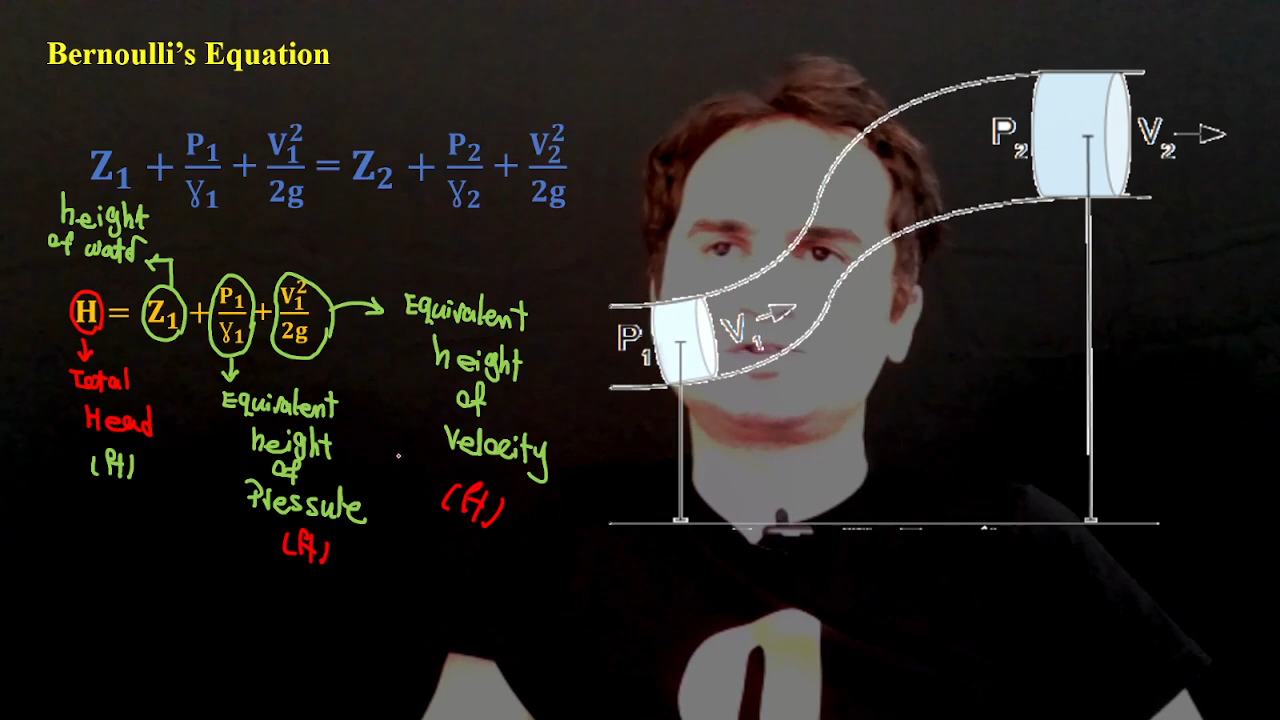 Bernoulli's Equation
Z₁ + P₁/γ₁ + V₁²/2g = Z₂ + P₂/γ₂ + V₂²/2g
height
of
H = Z₁ + P₁/γ₁ + V₁²/2g
Total
Head
(ft)
Equivalent
height
of
Pressure
(ft)
Equivalent
height
of
Velocity
(ft)
P₁
V₁
P₂
V₂